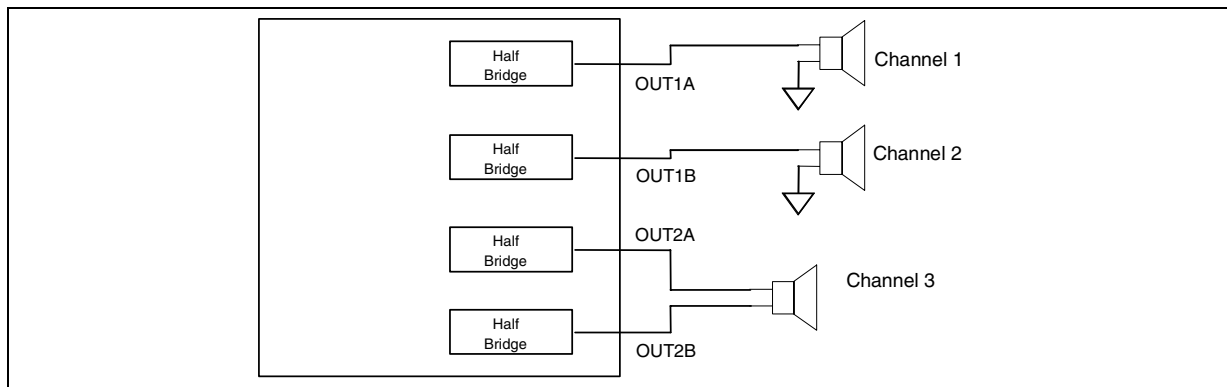 Half
Bridge
OUT1A
Channel 1
Half
Bridge
OUT1B
Channel 2
Half
Bridge
OUT2A
Channel 3
Half
Bridge
OUT2B